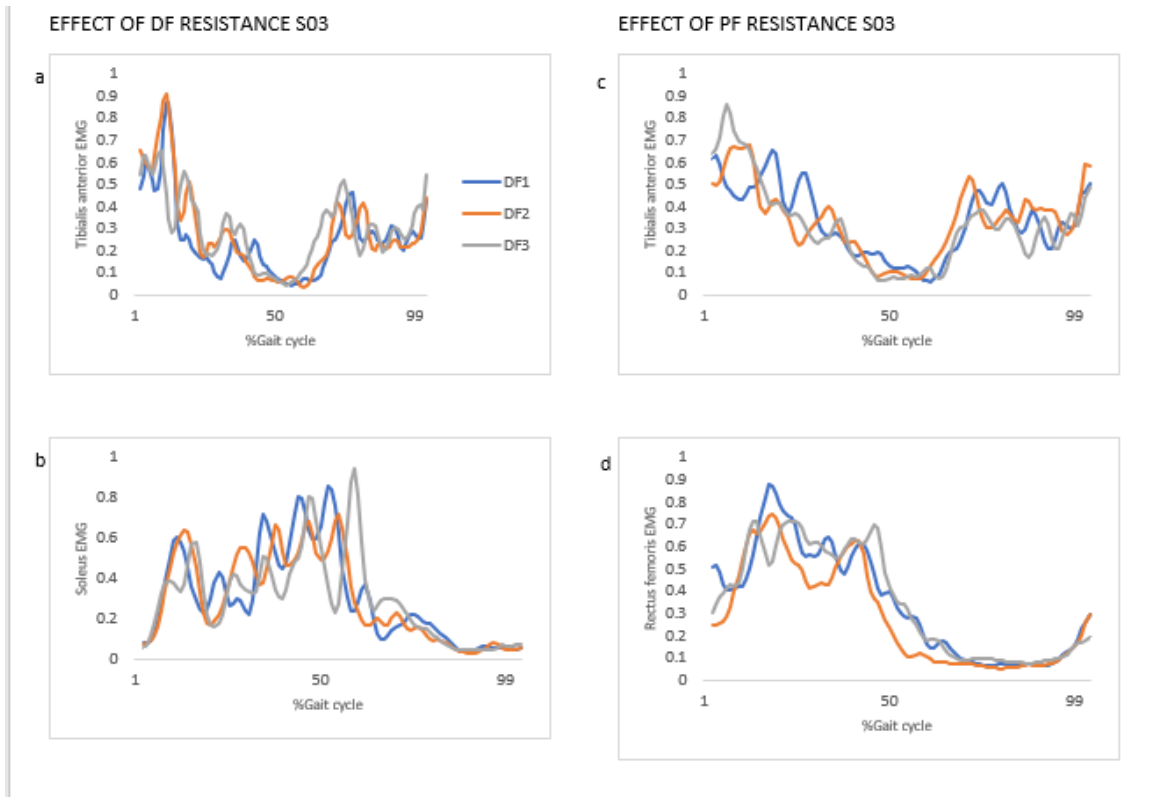 EFFECT OF DF RESISTANCE S03
a
Tibialis anterior EMG
1
0.9
0.8
0.7
0.6
0.5
0.4
0.3
0.2
0.1
0
1 50 99
%Gait cycle
DF1
DF2
DF3
b
Soleus EMG
1
0.8
0.6
0.4
0.2
0
1 50 99
%Gait cycle
EFFECT OF PF RESISTANCE S03
c
Tibialis anterior EMG
1
0.9
0.8
0.7
0.6
0.5
0.4
0.3
0.2
0.1
0
1 50 99
%Gait cycle
d
Rectus femoris EMG
1
0.9
0.8
0.7
0.6
0.5
0.4
0.3
0.2
0.1
0
1 50 99
%Gait cycle